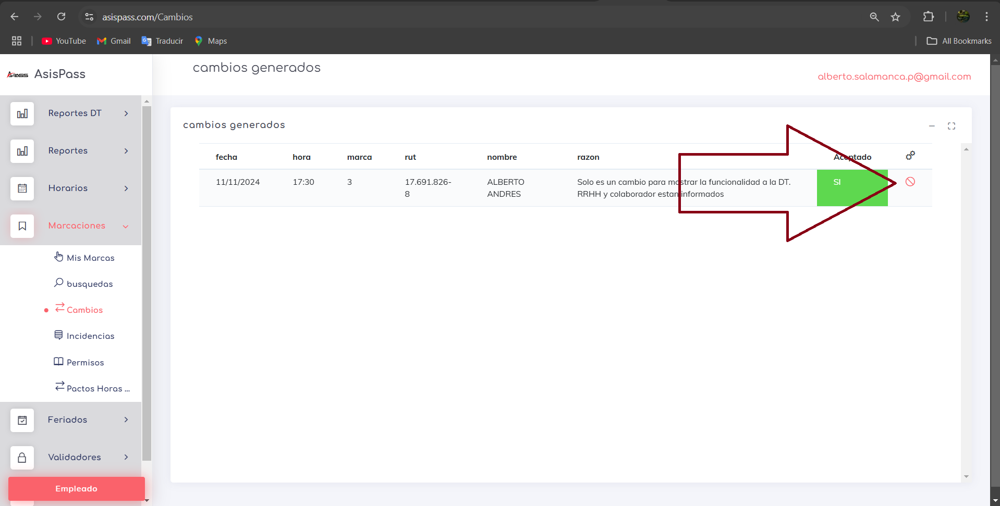 asispass.com/Cambios
YouTube Gmail Traducir Maps All Bookmarks
AsisPass
cambios generados
alberto.salamanca.p@gmail.com
Reportes DT
Reportes
Horarios
Marcaciones
Mis Marcas
busquedas
Cambios
Incidencias
Permisos
Pactos Horas ...
Feriados
Validadores
Empleado
cambios generados
fecha hora marca rut nombre razon Aceptado
11/11/2024 17:30 3 17.691.826- ALBERTO Solo es un cambio para mostrar la funcionalidad a la DT. SI
8 ANDRES RRHH y colaborador estan informados